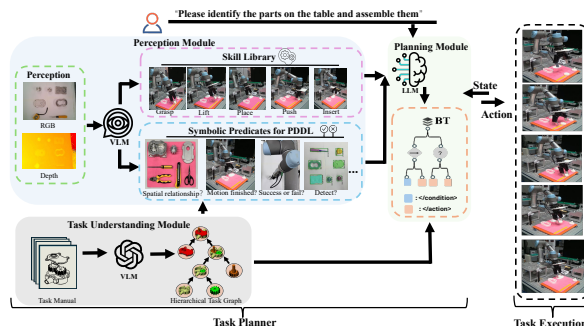 "Please identify the parts on the table and assemble them"
Perception Module
Planning Module
Skill Library
Perception
Grasp
Lift
Place
Push
Insert
LLM
State
Action
RGB
VLM
Symbolic Predicates for PDDL
BT
Depth
Spatial relationship?
Motion finished?
Success or fail?
Detect?
...
?
: </condition>
: </action>
Task Understanding Module
VLM
Task Manual
Hierarchical Task Graph
Task Planner
Task Execution